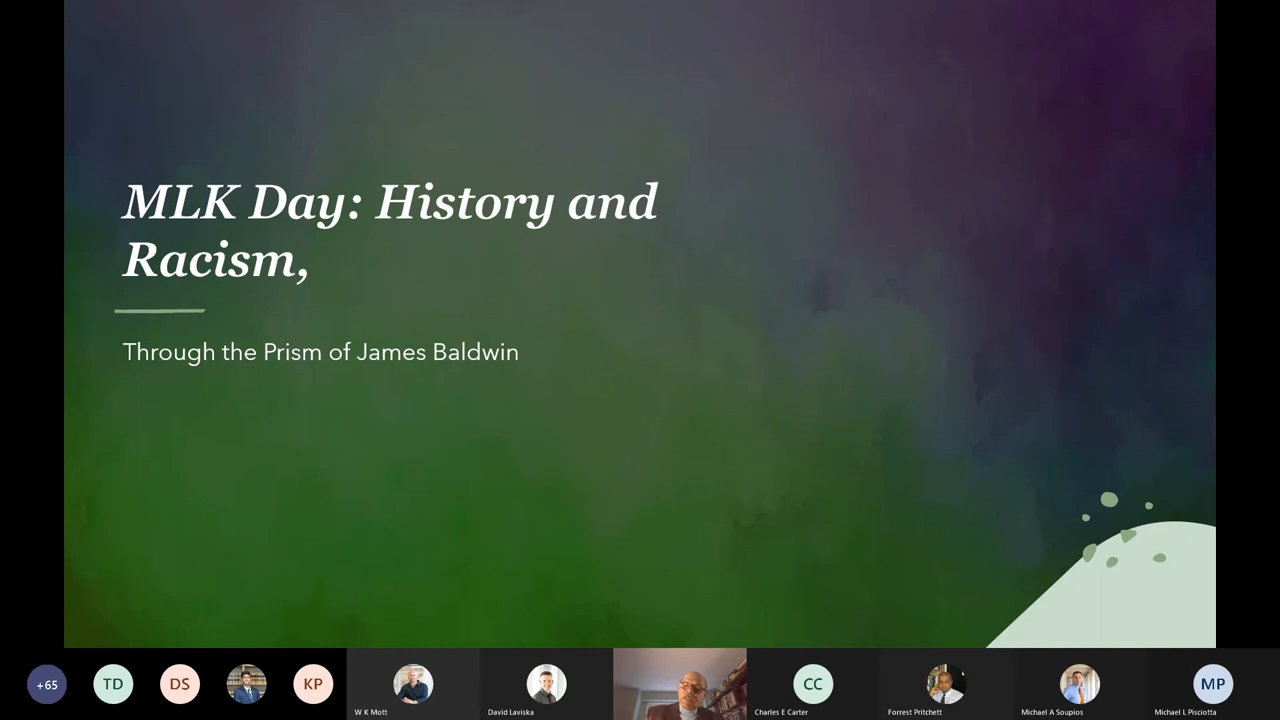 MLK Day: History and
Racism,
Through the Prism of James Baldwin
+65
TD
DS
KP
W K Mott
David Laviska
CC
Charles E Carter
Forrest Pritchett
Michael A Soupios
MP
Michael L Pisciotta